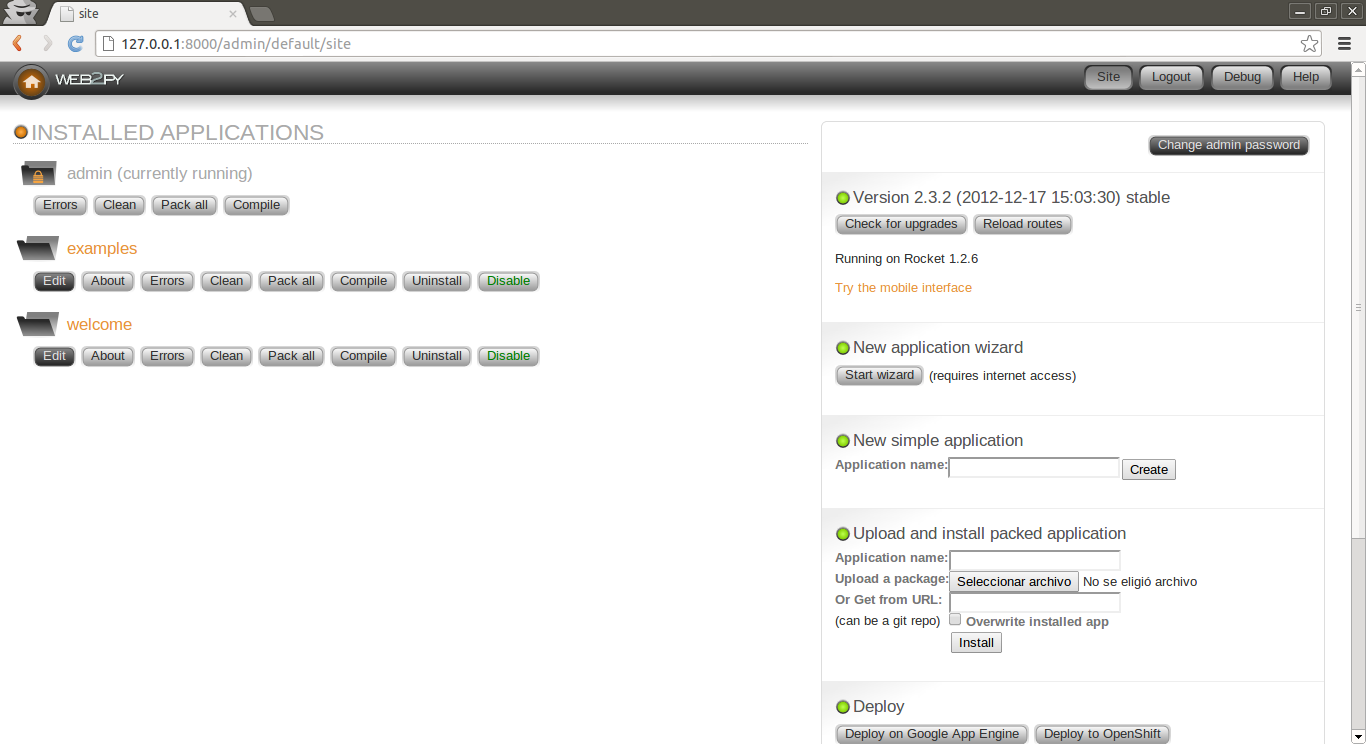 site
127.0.0.1:8000/admin/default/site
WEB2PY
Site Logout Debug Help
INSTALLED APPLICATIONS
admin (currently running)
Errors Clean Pack all Compile
examples
Edit About Errors Clean Pack all Compile Uninstall Disable
welcome
Edit About Errors Clean Pack all Compile Uninstall Disable
Change admin password
Version 2.3.2 (2012-12-17 15:03:30) stable
Check for upgrades Reload routes
Running on Rocket 1.2.6
Try the mobile interface
New application wizard
Start wizard (requires internet access)
New simple application
Application name: Create
Upload and install packed application
Application name:
Upload a package: Seleccionar archivo No se eligió archivo
Or Get from URL:
(can be a git repo) Overwrite installed app
Install
Deploy
Deploy on Google App Engine Deploy to OpenShift